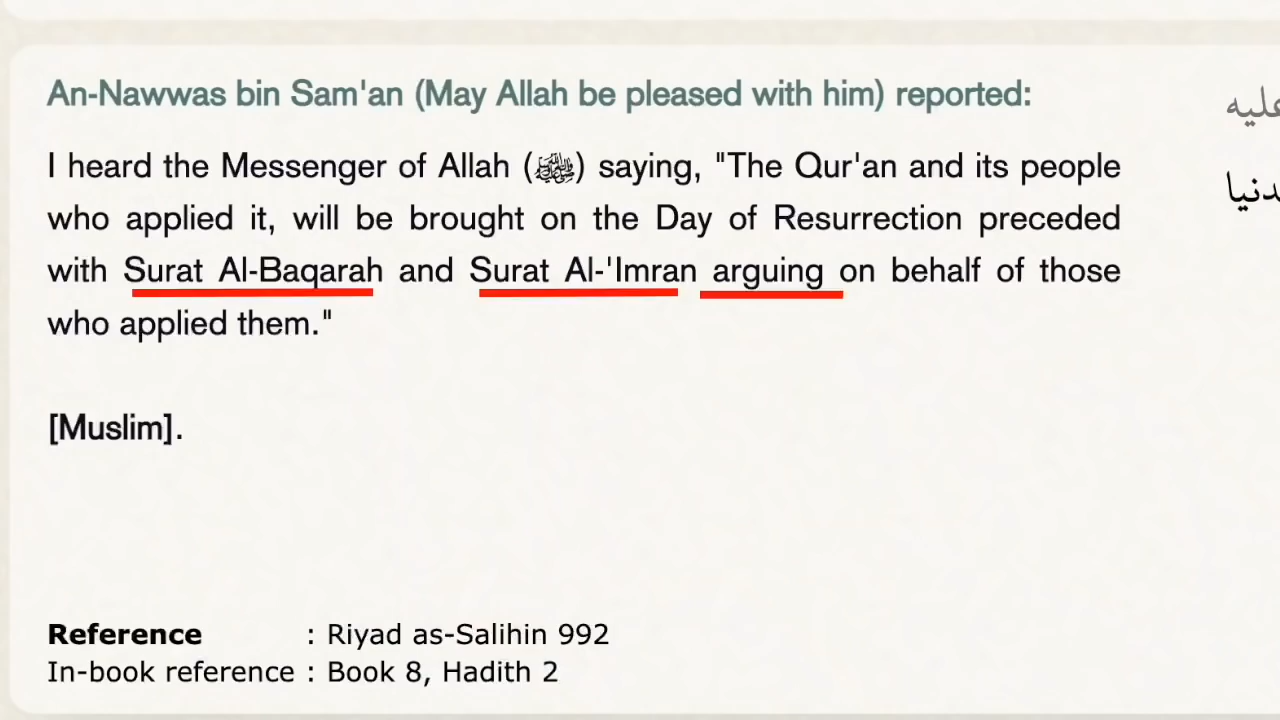 An-Nawwas bin Sam'an (May Allah be pleased with him) reported:
I heard the Messenger of Allah (ﷺ) saying, "The Qur'an and its people
who applied it, will be brought on the Day of Resurrection preceded
with Surat Al-Baqarah and Surat Al-'Imran arguing on behalf of those
who applied them."
[Muslim].
Reference : Riyad as-Salihin 992
In-book reference : Book 8, Hadith 2
عليه